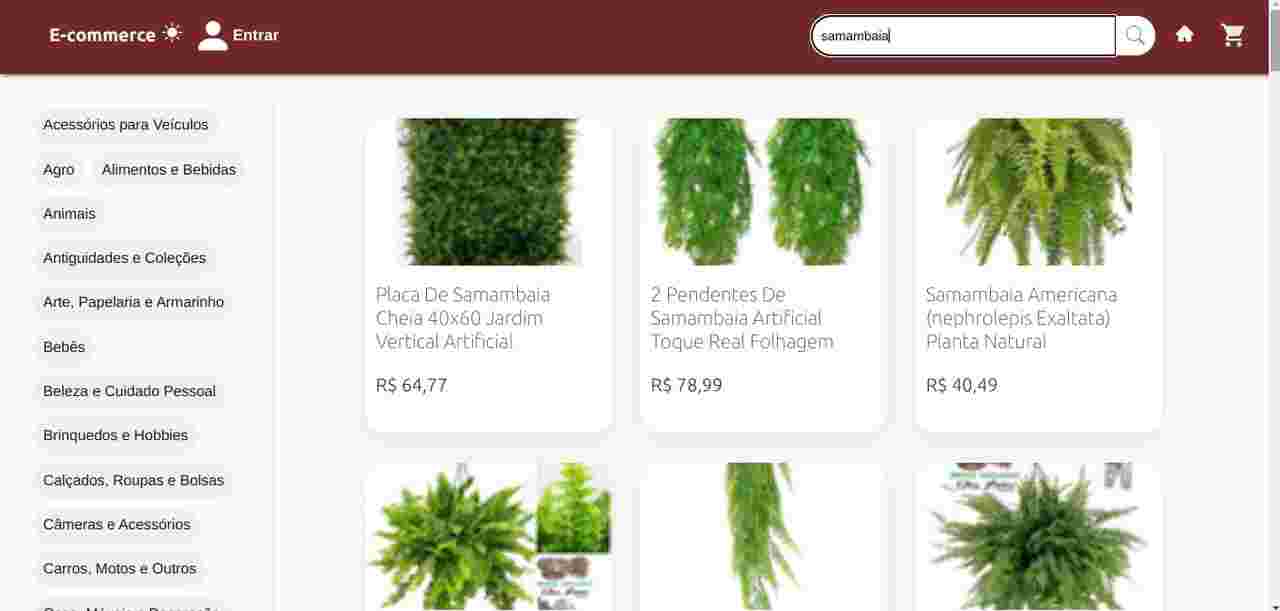 E-commerce
Entrar
samambaia
Acessórios para Veículos
Agro
Alimentos e Bebidas
Animais
Antiguidades e Coleções
Arte, Papelaria e Armarinho
Bebês
Beleza e Cuidado Pessoal
Brinquedos e Hobbies
Calçados, Roupas e Bolsas
Câmeras e Acessórios
Carros, Motos e Outros
Placa De Samambaia
Cheia 40x60 Jardim
Vertical Artificial
R$ 64,77
2 Pendentes De
Samambaia Artificial
Toque Real Folhagem
R$ 78,99
Samambaia Americana
(nephrolepis Exaltata)
Planta Natural
R$ 40,49